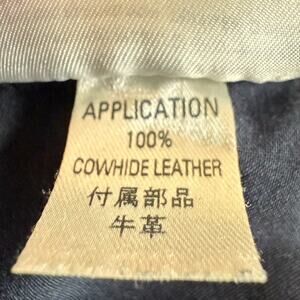 APPLICATION
100%
COWHIDE LEATHER
付属部品
牛革